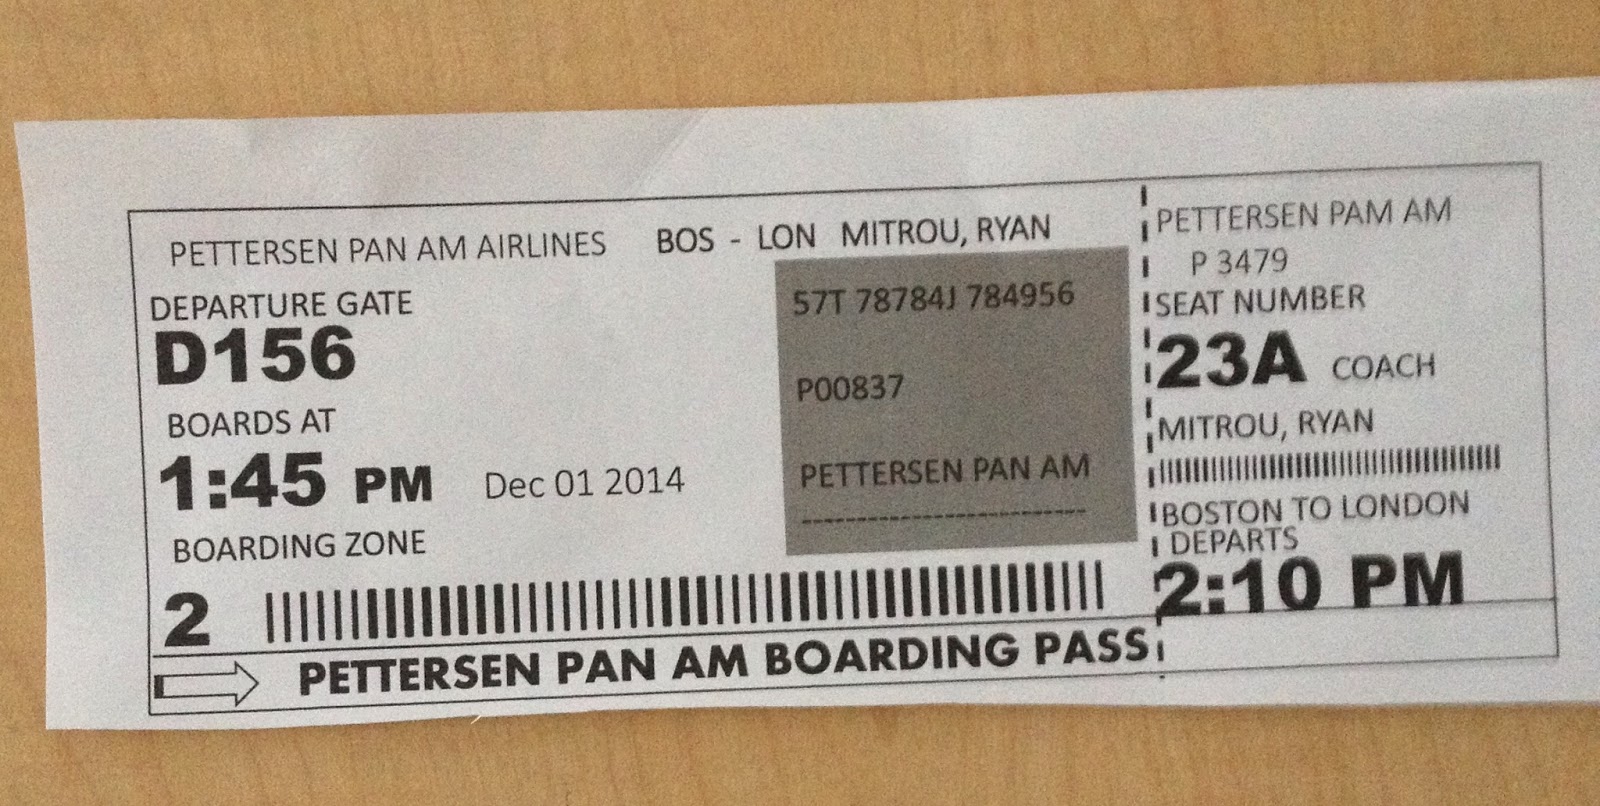 PETTERSEN PAN AM AIRLINES BOS - LON MITROU, RYAN
DEPARTURE GATE
D156
BOARDS AT
1:45 PM Dec 01 2014
BOARDING ZONE
2
57T 78784J 784956
P00837
PETTERSEN PAN AM
--------------------------
PETTERSEN PAN AM BOARDING PASS
PETTERSEN PAM AM
P 3479
SEAT NUMBER
23A COACH
MITROU, RYAN
BOSTON TO LONDON
DEPARTS
2:10 PM